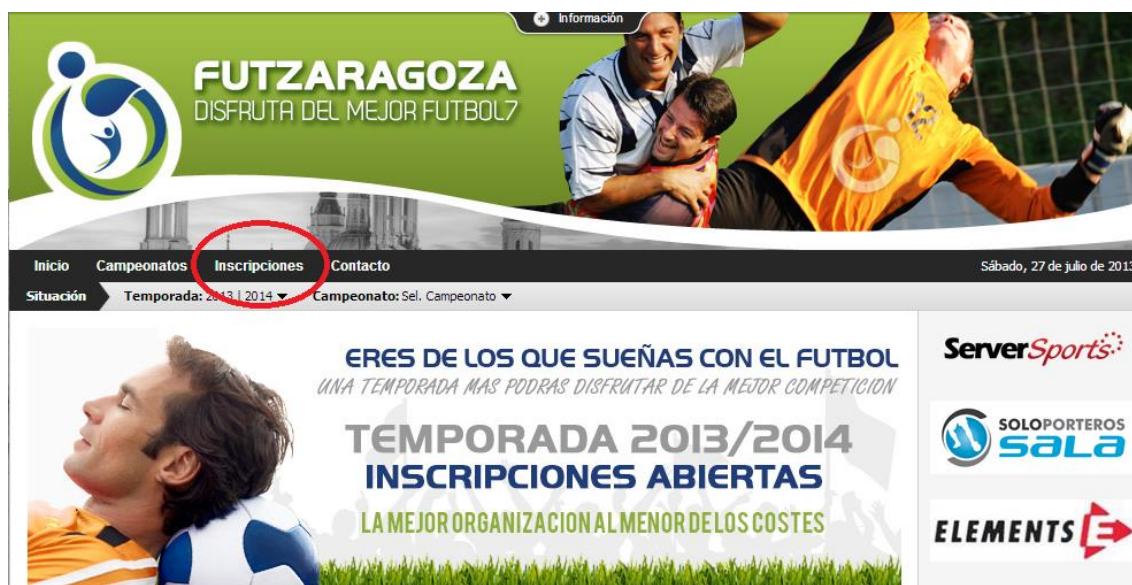 Información
FUTZARAGOZA
DISFRUTA DEL MEJOR FUTBOL7
Inicio Campeonatos Inscripciones Contacto Sábado, 27 de julio de 2013
Situación Temporada: 2013 | 2014 Campeonato: Sel. Campeonato
ERES DE LOS QUE SUEÑAS CON EL FUTBOL
UNA TEMPORADA MAS PODRAS DISFRUTAR DE LA MEJOR COMPETICION
TEMPORADA 2013/2014
INSCRIPCIONES ABIERTAS
LA MEJOR ORGANIZACION AL MENOR DE LOS COSTES
ServerSports
SOLOPORTEROS
sala
ELEMENTS